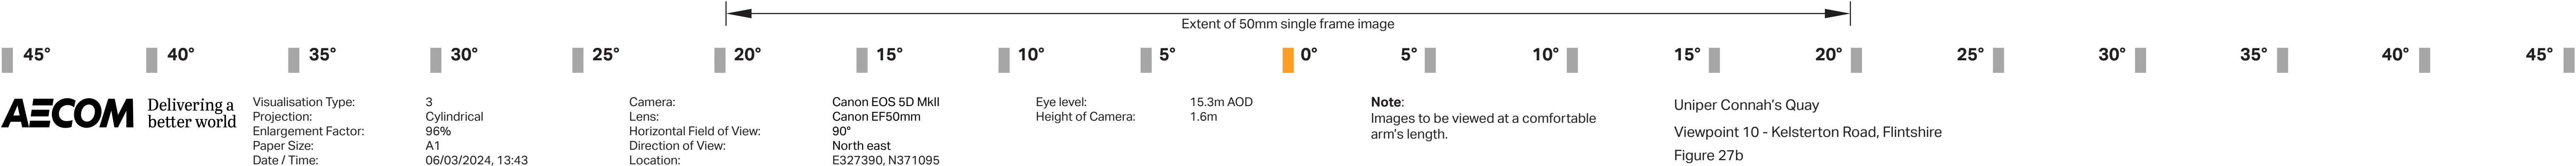 Extent of 50mm single frame image
45° 40° 35° 30° 25° 20° 15° 10° 5° 0° 5° 10° 15° 20° 25° 30° 35° 40° 45°
AECOM
Delivering a
better world
Visualisation Type: 3
Projection: Cylindrical
Enlargement Factor: 96%
Paper Size: A1
Date / Time: 06/03/2024, 13:43
Camera: Canon EOS 5D MkII
Lens: Canon EF50mm
Horizontal Field of View: 90°
Direction of View: North east
Location: E327390, N371095
Eye level: 15.3m AOD
Height of Camera: 1.6m
Note:
Images to be viewed at a comfortable
arm's length.
Uniper Connah's Quay
Viewpoint 10 - Kelsterton Road, Flintshire
Figure 27b